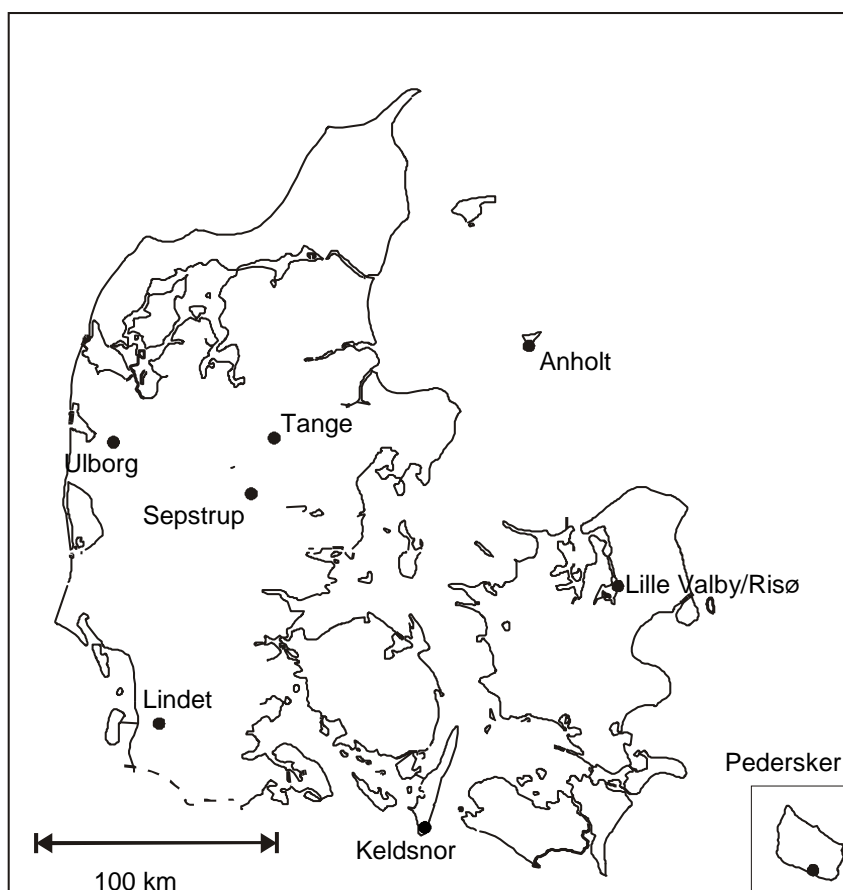 Anholt
Tange
Ulborg
Sepstrup
Lille Valby/Risø
Lindet
Pedersker
Keldsnor
100 km